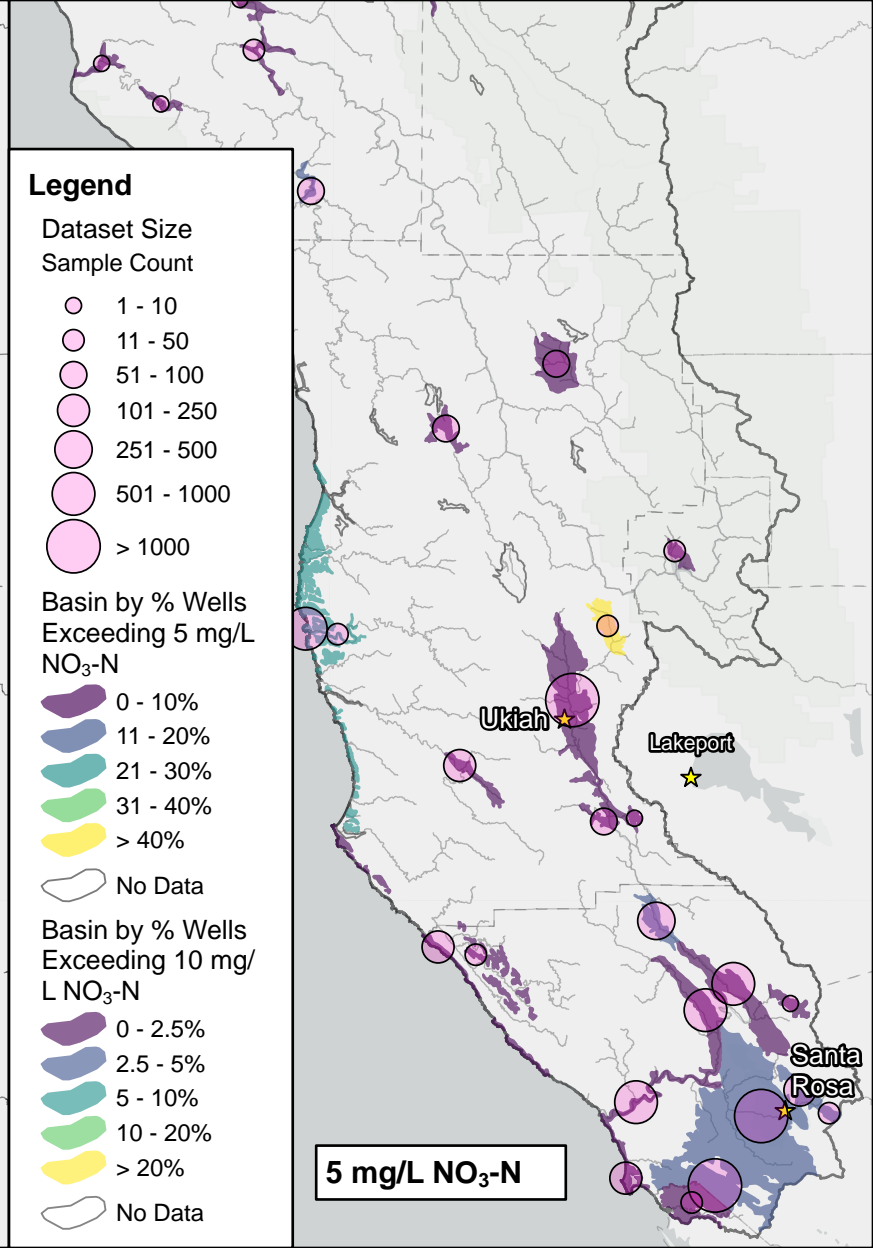 Legend
Dataset Size
Sample Count
1 - 10
11 - 50
51 - 100
101 - 250
251 - 500
501 - 1000
> 1000
Basin by % Wells
Exceeding 5 mg/L
NO₃-N
0 - 10%
11 - 20%
21 - 30%
31 - 40%
> 40%
No Data
Basin by % Wells
Exceeding 10 mg/
L NO₃-N
0 - 2.5%
2.5 - 5%
5 - 10%
10 - 20%
> 20%
No Data
Ukiah
Lakeport
Santa
Rosa
5 mg/L NO₃-N